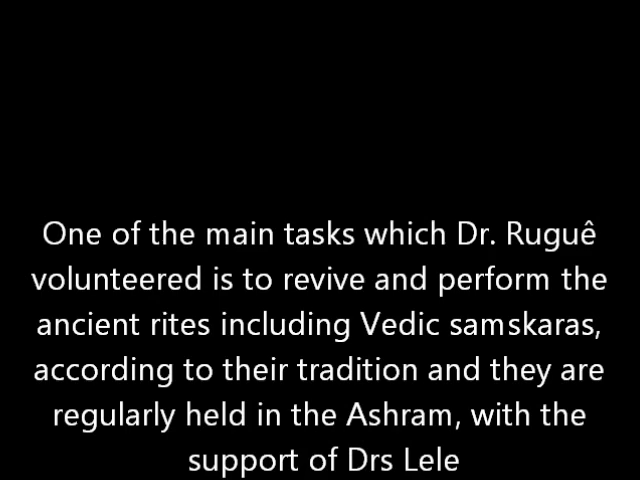 One of the main tasks which Dr. Ruguê
volunteered is to revive and perform the
ancient rites including Vedic samskaras,
according to their tradition and they are
regularly held in the Ashram, with the
support of Drs Lele